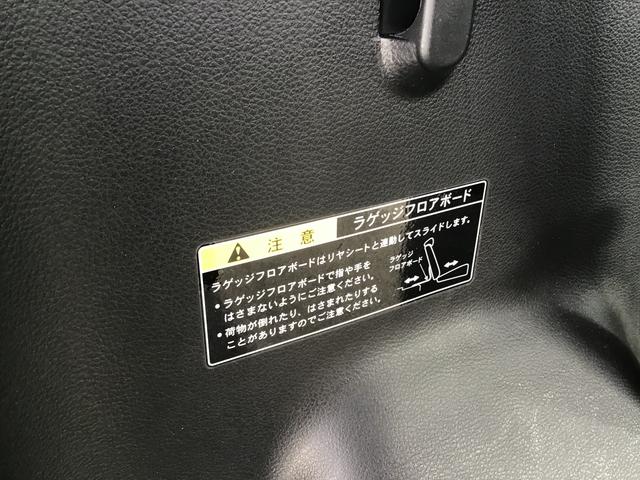 注意 ラゲッジフロアボード
ラゲッジフロアボードはリヤシートと連動してスライドします。
・ラゲッジフロアボードで指や手を
はさまないようにご注意ください。
・荷物が倒れたり、はさまれたりする
ことがありますのでご注意ください。
ラゲッジ
フロアボード